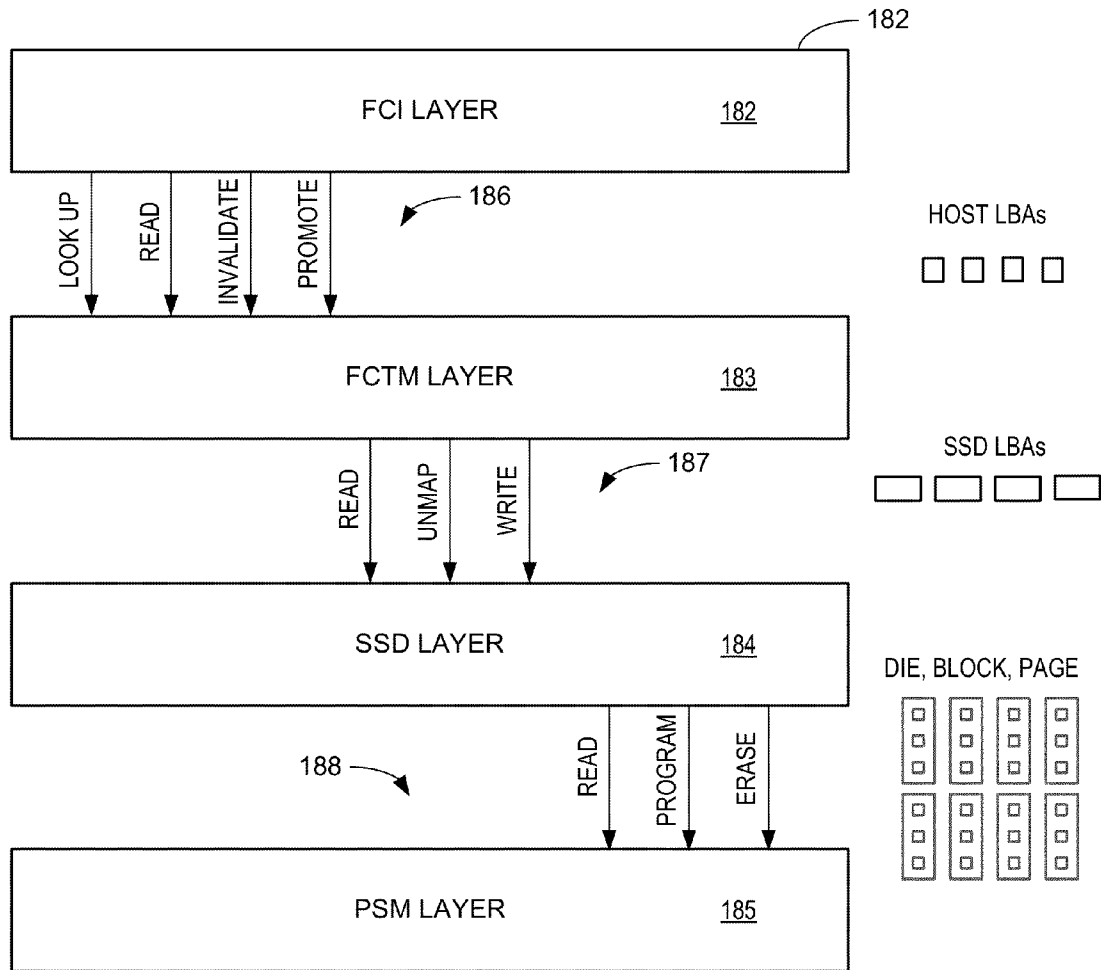 182
FCI LAYER 182
LOOK UP
READ
INVALIDATE
PROMOTE
186
HOST LBAs
FCTM LAYER 183
READ
UNMAP
WRITE
187
SSD LBAs
SSD LAYER 184
DIE, BLOCK, PAGE
188
READ
PROGRAM
ERASE
PSM LAYER 185